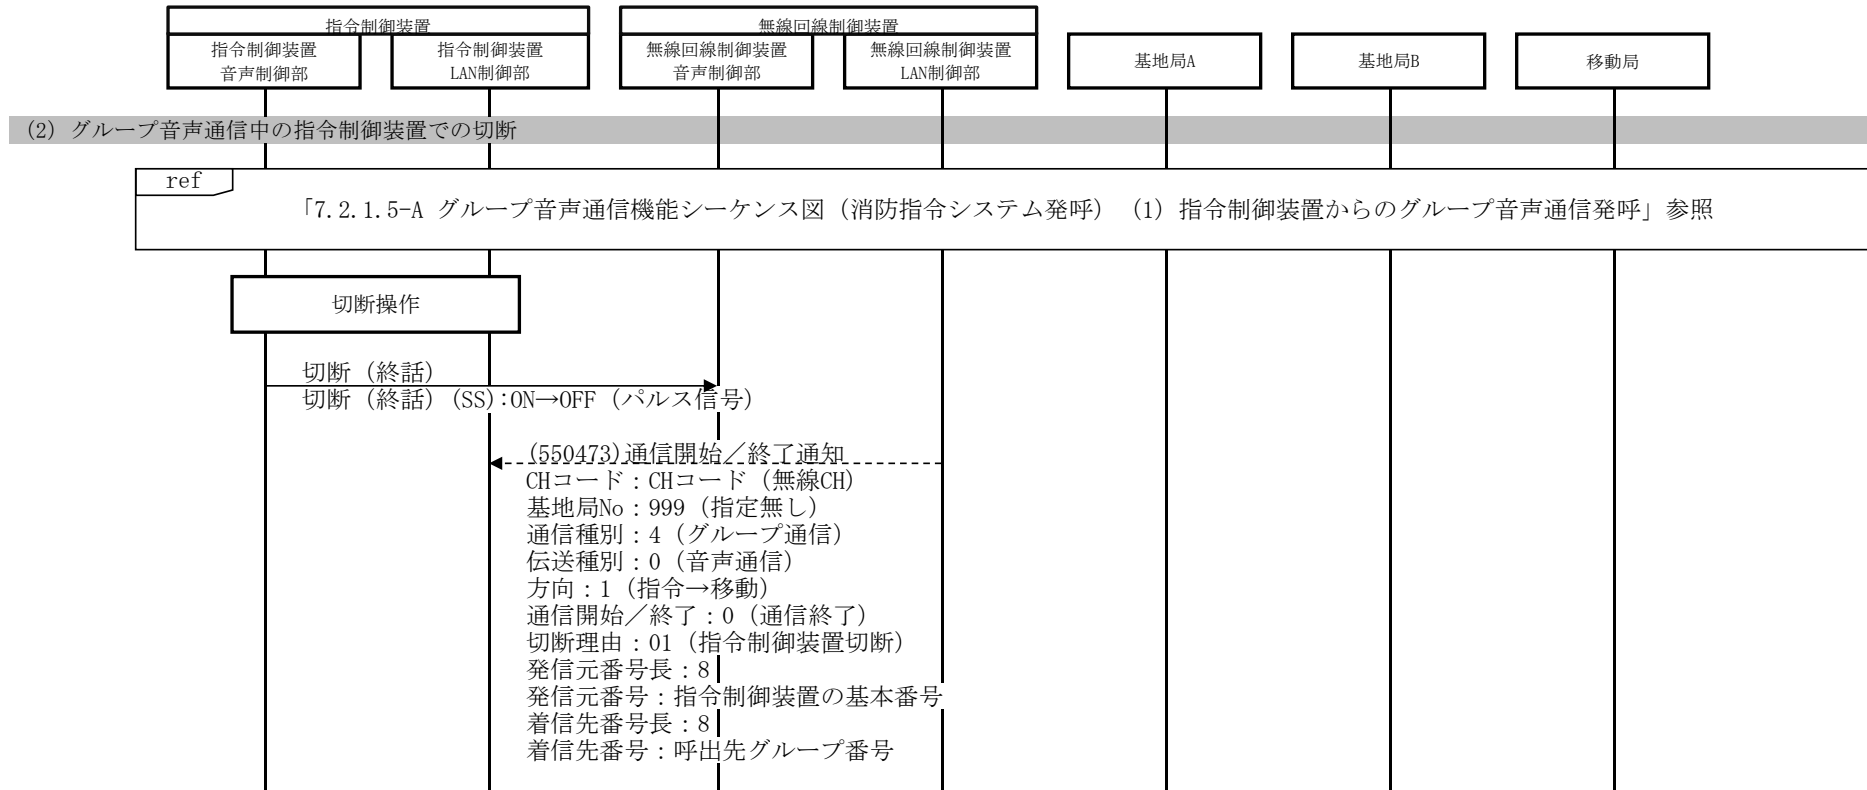 指令制御装置
無線回線制御装置
指令制御装置
音声制御部
指令制御装置
LAN制御部
無線回線制御装置
音声制御部
無線回線制御装置
LAN制御部
基地局A
基地局B
移動局
(2) グループ音声通信中の指令制御装置での切断
ref
「7.2.1.5-A グループ音声通信機能シーケンス図（消防指令システム発呼）（1）指令制御装置からのグループ音声通信発呼」参照
切断操作
切断（終話）
切断（終話）(SS):ON→OFF（パルス信号）
(550473)通信開始／終了通知
CHコード：CHコード（無線CH）
基地局No：999（指定無し）
通信種別：4（グループ通信）
伝送種別：0（音声通信）
方向：1（指令→移動）
通信開始／終了：0（通信終了）
切断理由：01（指令制御装置切断）
発信元番号長：8
発信元番号：指令制御装置の基本番号
着信先番号長：8
着信先番号：呼出先グループ番号